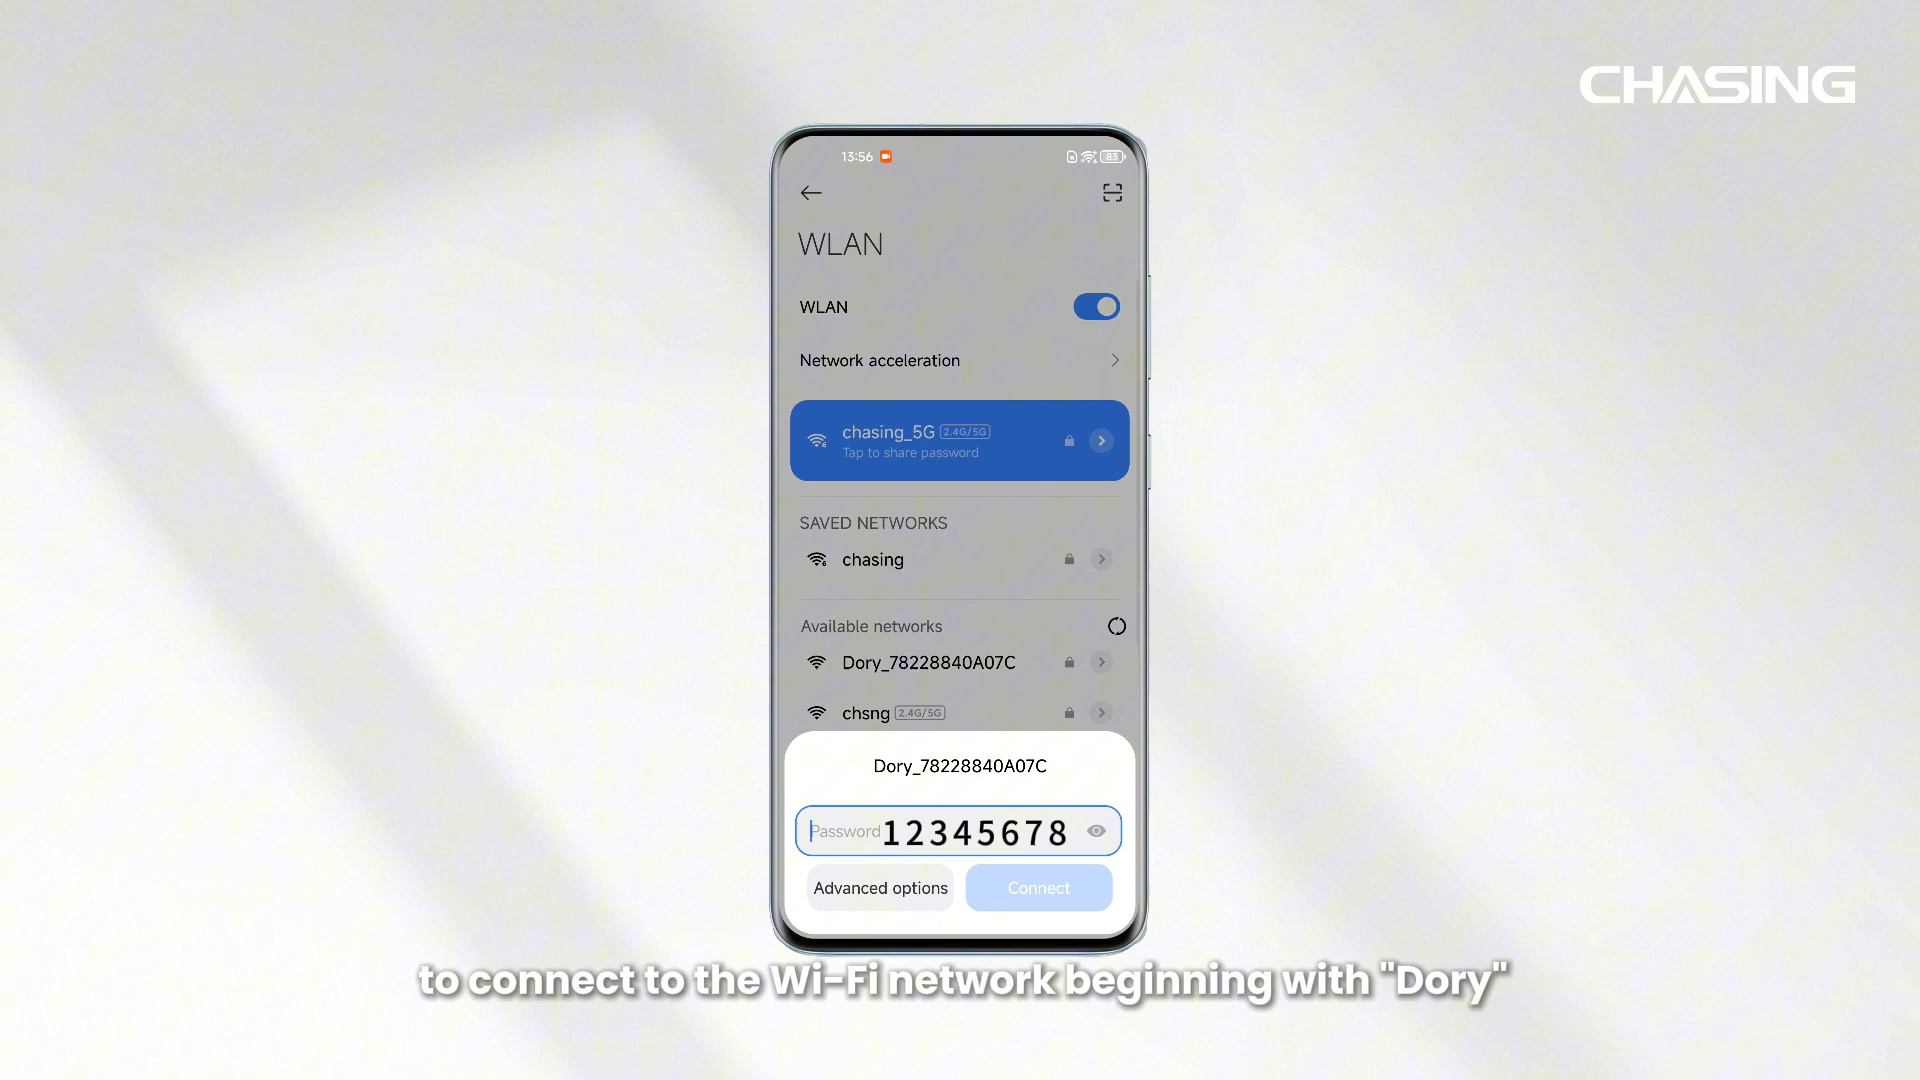 CHASING
13:56
83
WLAN
WLAN
Network acceleration
chasing_5G 2.4G/5G
Tap to share password
SAVED NETWORKS
chasing
Available networks
Dory_78228840A07C
chsng 2.4G/5G
Dory_78228840A07C
Password 12345678
Advanced options
Connect
to connect to the Wi-Fi network beginning with "Dory"